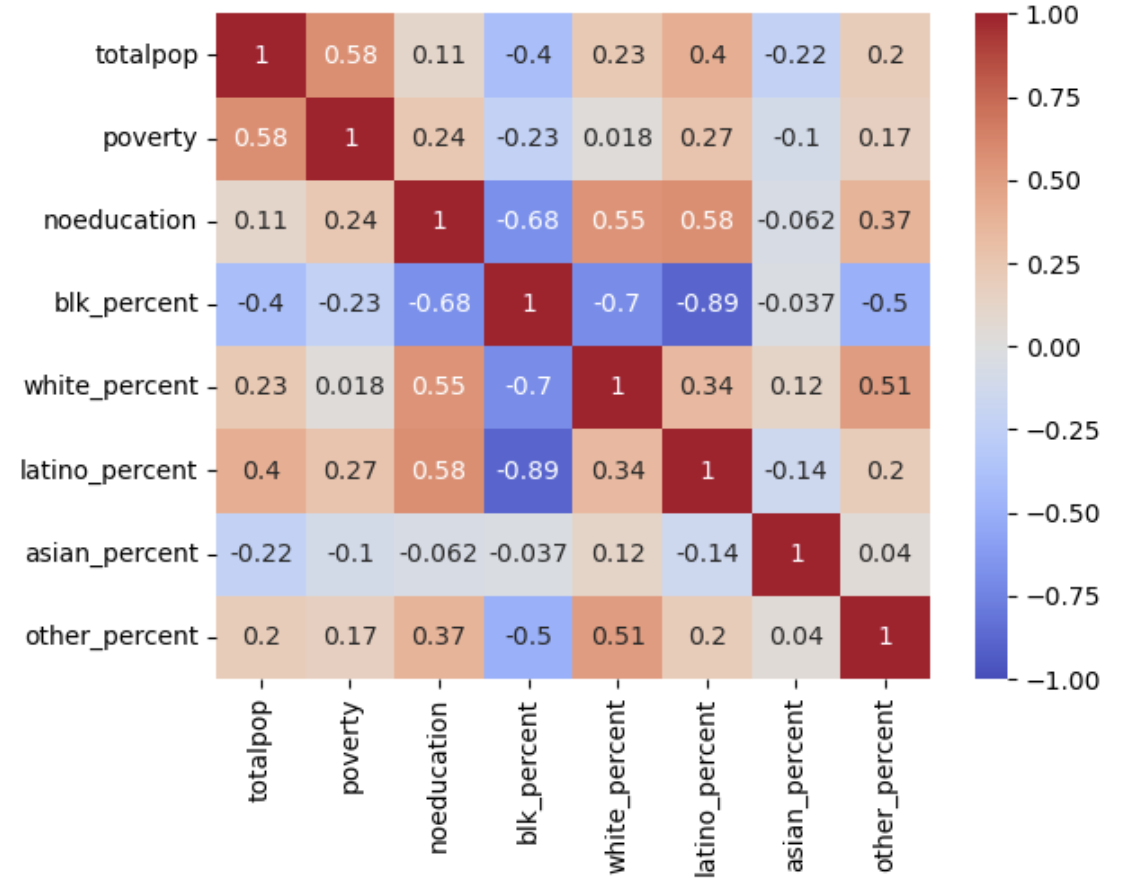 totalpop 1 0.58 0.11 -0.4 0.23 0.4 -0.22 0.2
poverty 0.58 1 0.24 -0.23 0.018 0.27 -0.1 0.17
noeducation 0.11 0.24 1 -0.68 0.55 0.58 -0.062 0.37
blk_percent -0.4 -0.23 -0.68 1 -0.7 -0.89 -0.037 -0.5
white_percent 0.23 0.018 0.55 -0.7 1 0.34 0.12 0.51
latino_percent 0.4 0.27 0.58 -0.89 0.34 1 -0.14 0.2
asian_percent -0.22 -0.1 -0.062 -0.037 0.12 -0.14 1 0.04
other_percent 0.2 0.17 0.37 -0.5 0.51 0.2 0.04 1
totalpop
poverty
noeducation
blk_percent
white_percent
latino_percent
asian_percent
other_percent
1.00
0.75
0.50
0.25
0.00
−0.25
−0.50
−0.75
−1.00